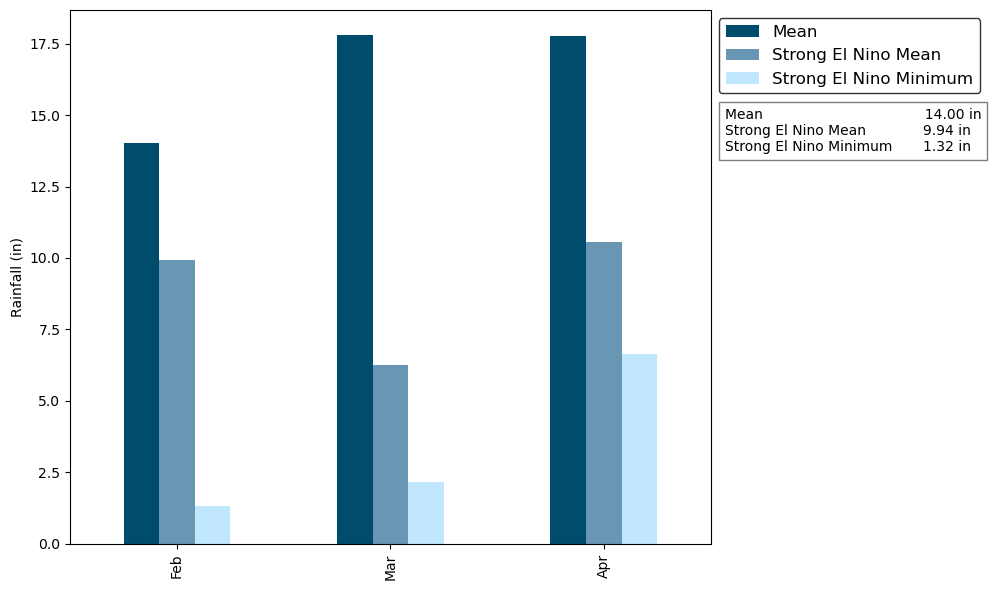 Mean
Strong El Nino Mean
Strong El Nino Minimum
Mean 14.00 in
Strong El Nino Mean 9.94 in
Strong El Nino Minimum 1.32 in
Rainfall (in)
17.5
15.0
12.5
10.0
7.5
5.0
2.5
0.0
Feb
Mar
Apr